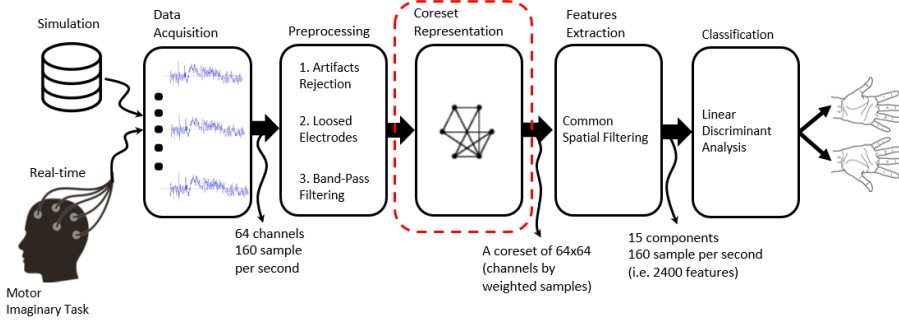 Simulation
Real-time
Motor
Imaginary Task
Data
Acquisition
64 channels
160 sample
per second
Preprocessing
1. Artifacts
Rejection
2. Loosed
Electrodes
3. Band-Pass
Filtering
Coreset
Representation
A coreset of 64x64
(channels by
weighted samples)
Features
Extraction
Common
Spatial Filtering
15 components
160 sample per second
(i.e. 2400 features)
Classification
Linear
Discriminant
Analysis